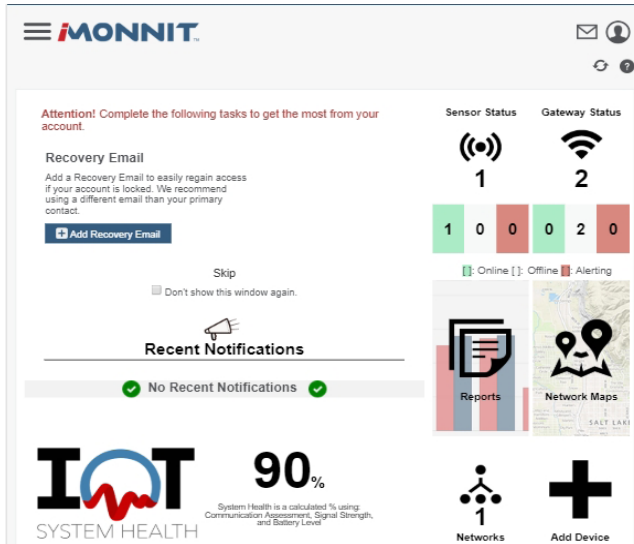 iMONNIT™
Attention! Complete the following tasks to get the most from your
account.
Recovery Email
Add a Recovery Email to easily regain access
if your account is locked. We recommend
using a different email than your primary
contact.
Add Recovery Email
Skip
Don't show this window again.
Recent Notifications
No Recent Notifications
IOT
SYSTEM HEALTH
90%
System Health is a calculated % using:
Communication Assessment, Signal Strength,
and Battery Level
Sensor Status Gateway Status
1 2
1 0 0 0 2 0
[ ]: Online [ ]: Offline [ ]: Alerting
Reports Network Maps
SALT LAK
1
Networks Add Device